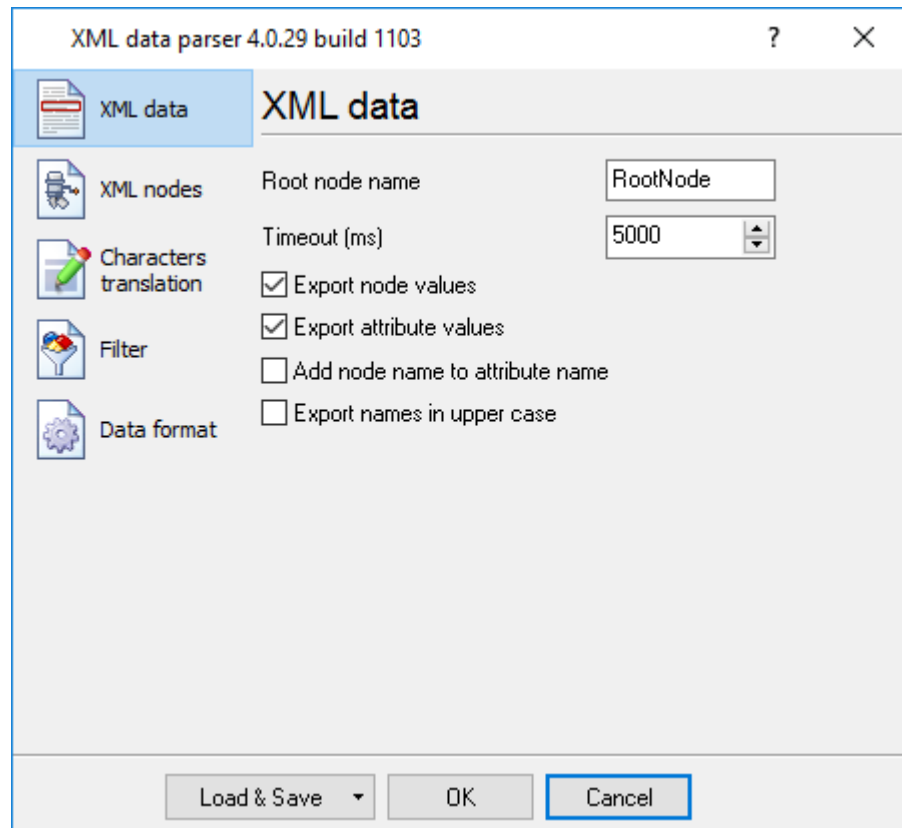 XML data parser 4.0.29 build 1103
?
XML data
XML nodes
Characters
translation
Filter
Data format
XML data
Root node name
RootNode
Timeout (ms)
5000
Export node values
Export attribute values
Add node name to attribute name
Export names in upper case
Load & Save
OK
Cancel